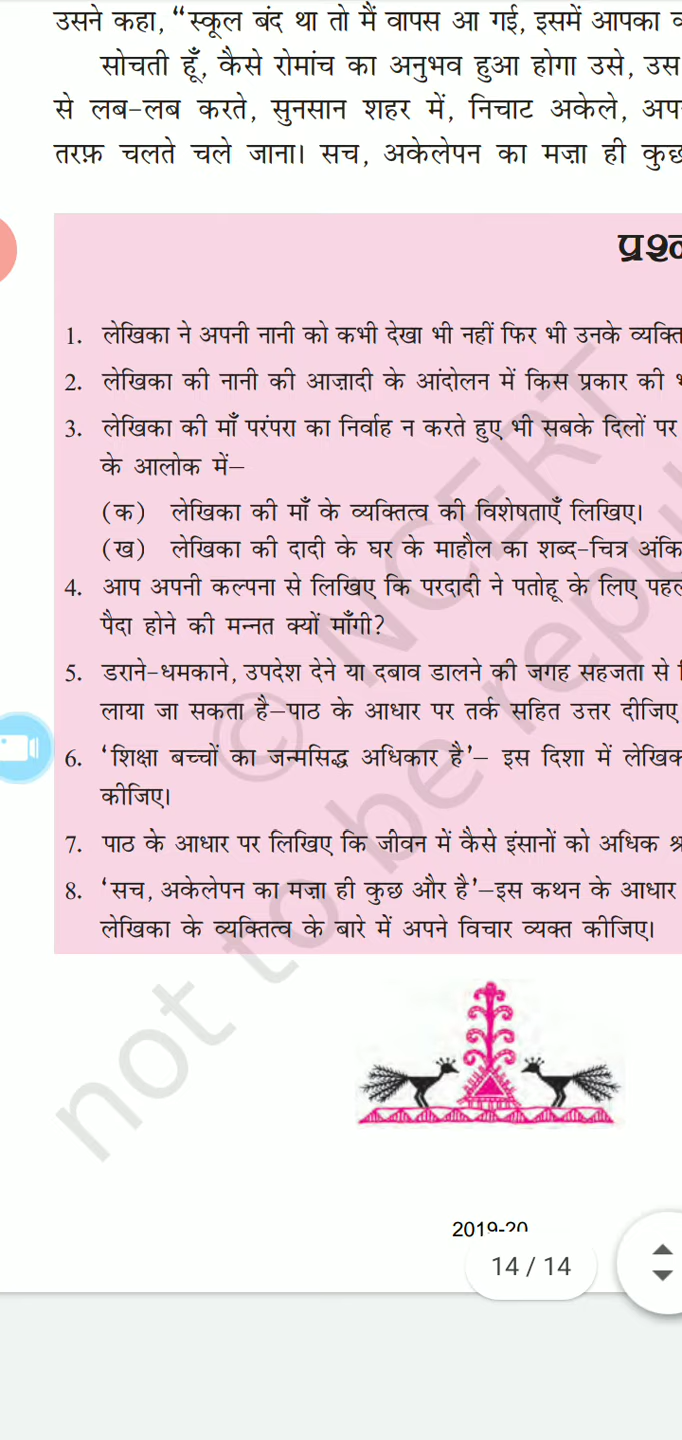 उसने कहा, “स्कूल बंद था तो मैं वापस आ गई, इसमें आपका
सोचती हूँ, कैसे रोमांच का अनुभव हुआ होगा उसे, उस
से लब-लब करते, सुनसान शहर में, निचाट अकेले,
तरफ़ चलते चले जाना। सच, अकेलेपन का मज़ा ही
1. लेखिका ने अपनी नानी को कभी देखा भी नहीं फिर भी उनके
2. लेखिका की नानी की आज़ादी के आंदोलन में किस प्रकार की
3. लेखिका की माँ परंपरा का निर्वाह न करते हुए भी सबके दिलों पर
के आलोक में–
(क) लेखिका की माँ के व्यक्तित्व की विशेषताएँ लिखिए।
(ख) लेखिका की दादी के घर के माहौल का शब्द-चित्र
4. आप अपनी कल्पना से लिखिए कि परदादी ने पतोहू के लिए
पैदा होने की मन्नत क्यों माँगी?
5. डराने-धमकाने, उपदेश देने या दबाव डालने की जगह सहजता से
लाया जा सकता है–पाठ के आधार पर तर्क सहित उत्तर दीजिए
6. ‘शिक्षा बच्चों का जन्मसिद्ध अधिकार है’– इस दिशा में
कीजिए।
7. पाठ के आधार पर लिखिए कि जीवन में कैसे इंसानों को अधिक
8. ‘सच, अकेलेपन का मजा ही कुछ और है’–इस कथन के आधार
लेखिका के व्यक्तित्व के बारे में अपने विचार व्यक्त कीजिए।
© NCERT
not to be
2019-20
14 / 14